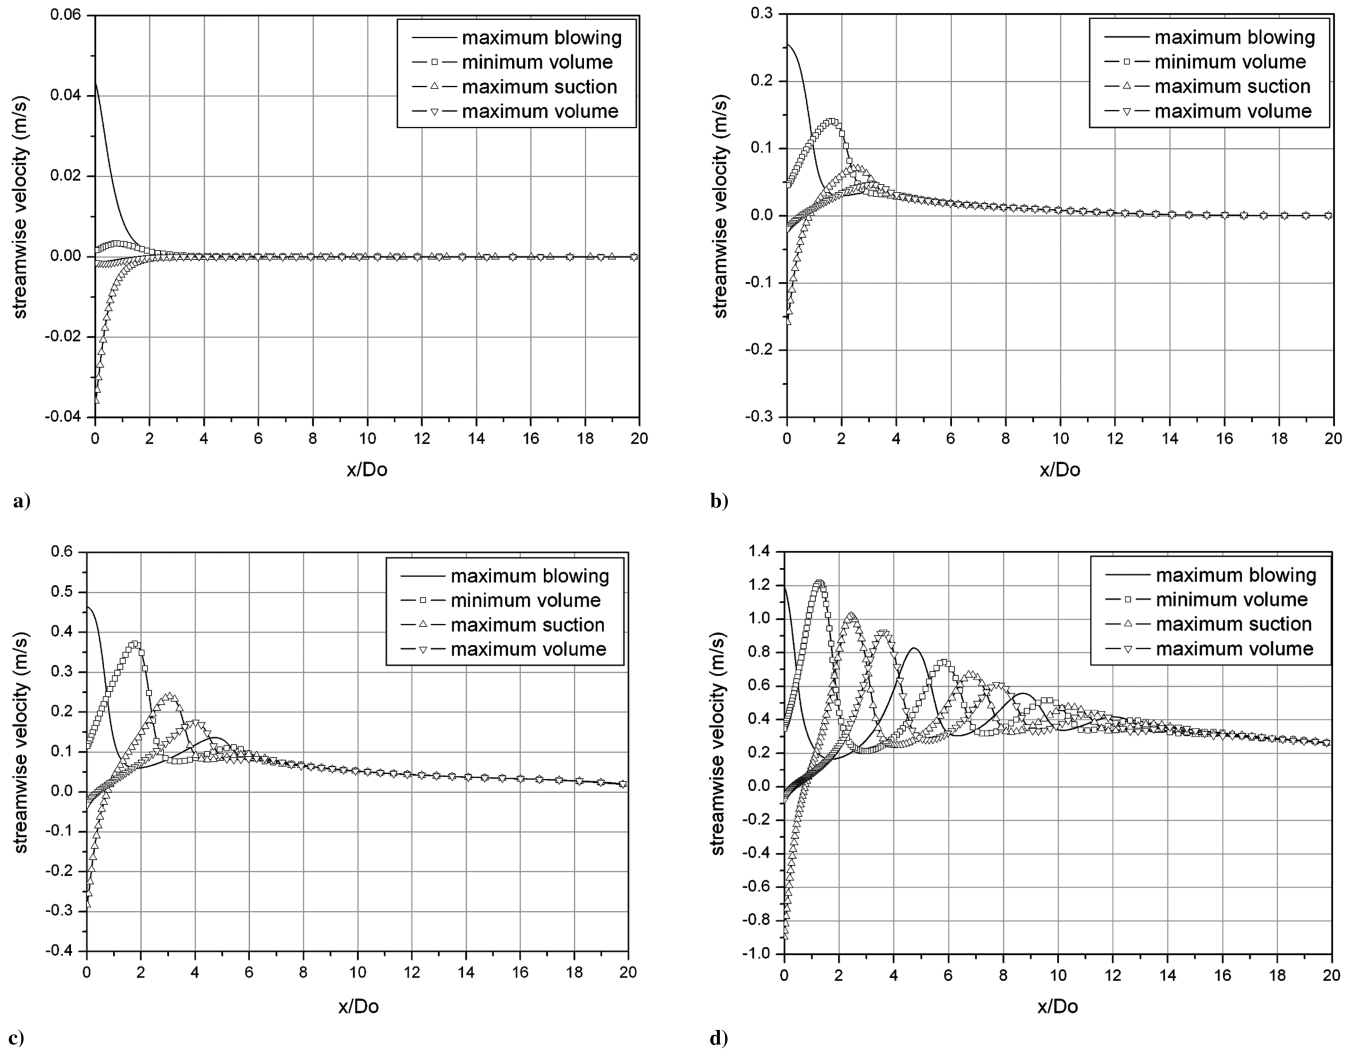 0.06
0.04
0.02
0.00
-0.02
-0.04
streamwise velocity (m/s)
maximum blowing
minimum volume
maximum suction
maximum volume
0 2 4 6 8 10 12 14 16 18 20
x/Do
a)
0.3
0.2
0.1
0.0
-0.1
-0.2
-0.3
streamwise velocity (m/s)
maximum blowing
minimum volume
maximum suction
maximum volume
0 2 4 6 8 10 12 14 16 18 20
x/Do
b)
0.6
0.5
0.4
0.3
0.2
0.1
0.0
-0.1
-0.2
-0.3
-0.4
streamwise velocity (m/s)
maximum blowing
minimum volume
maximum suction
maximum volume
0 2 4 6 8 10 12 14 16 18 20
x/Do
c)
1.4
1.2
1.0
0.8
0.6
0.4
0.2
0.0
-0.2
-0.4
-0.6
-0.8
-1.0
streamwise velocity (m/s)
maximum blowing
minimum volume
maximum suction
maximum volume
0 2 4 6 8 10 12 14 16 18 20
x/Do
d)